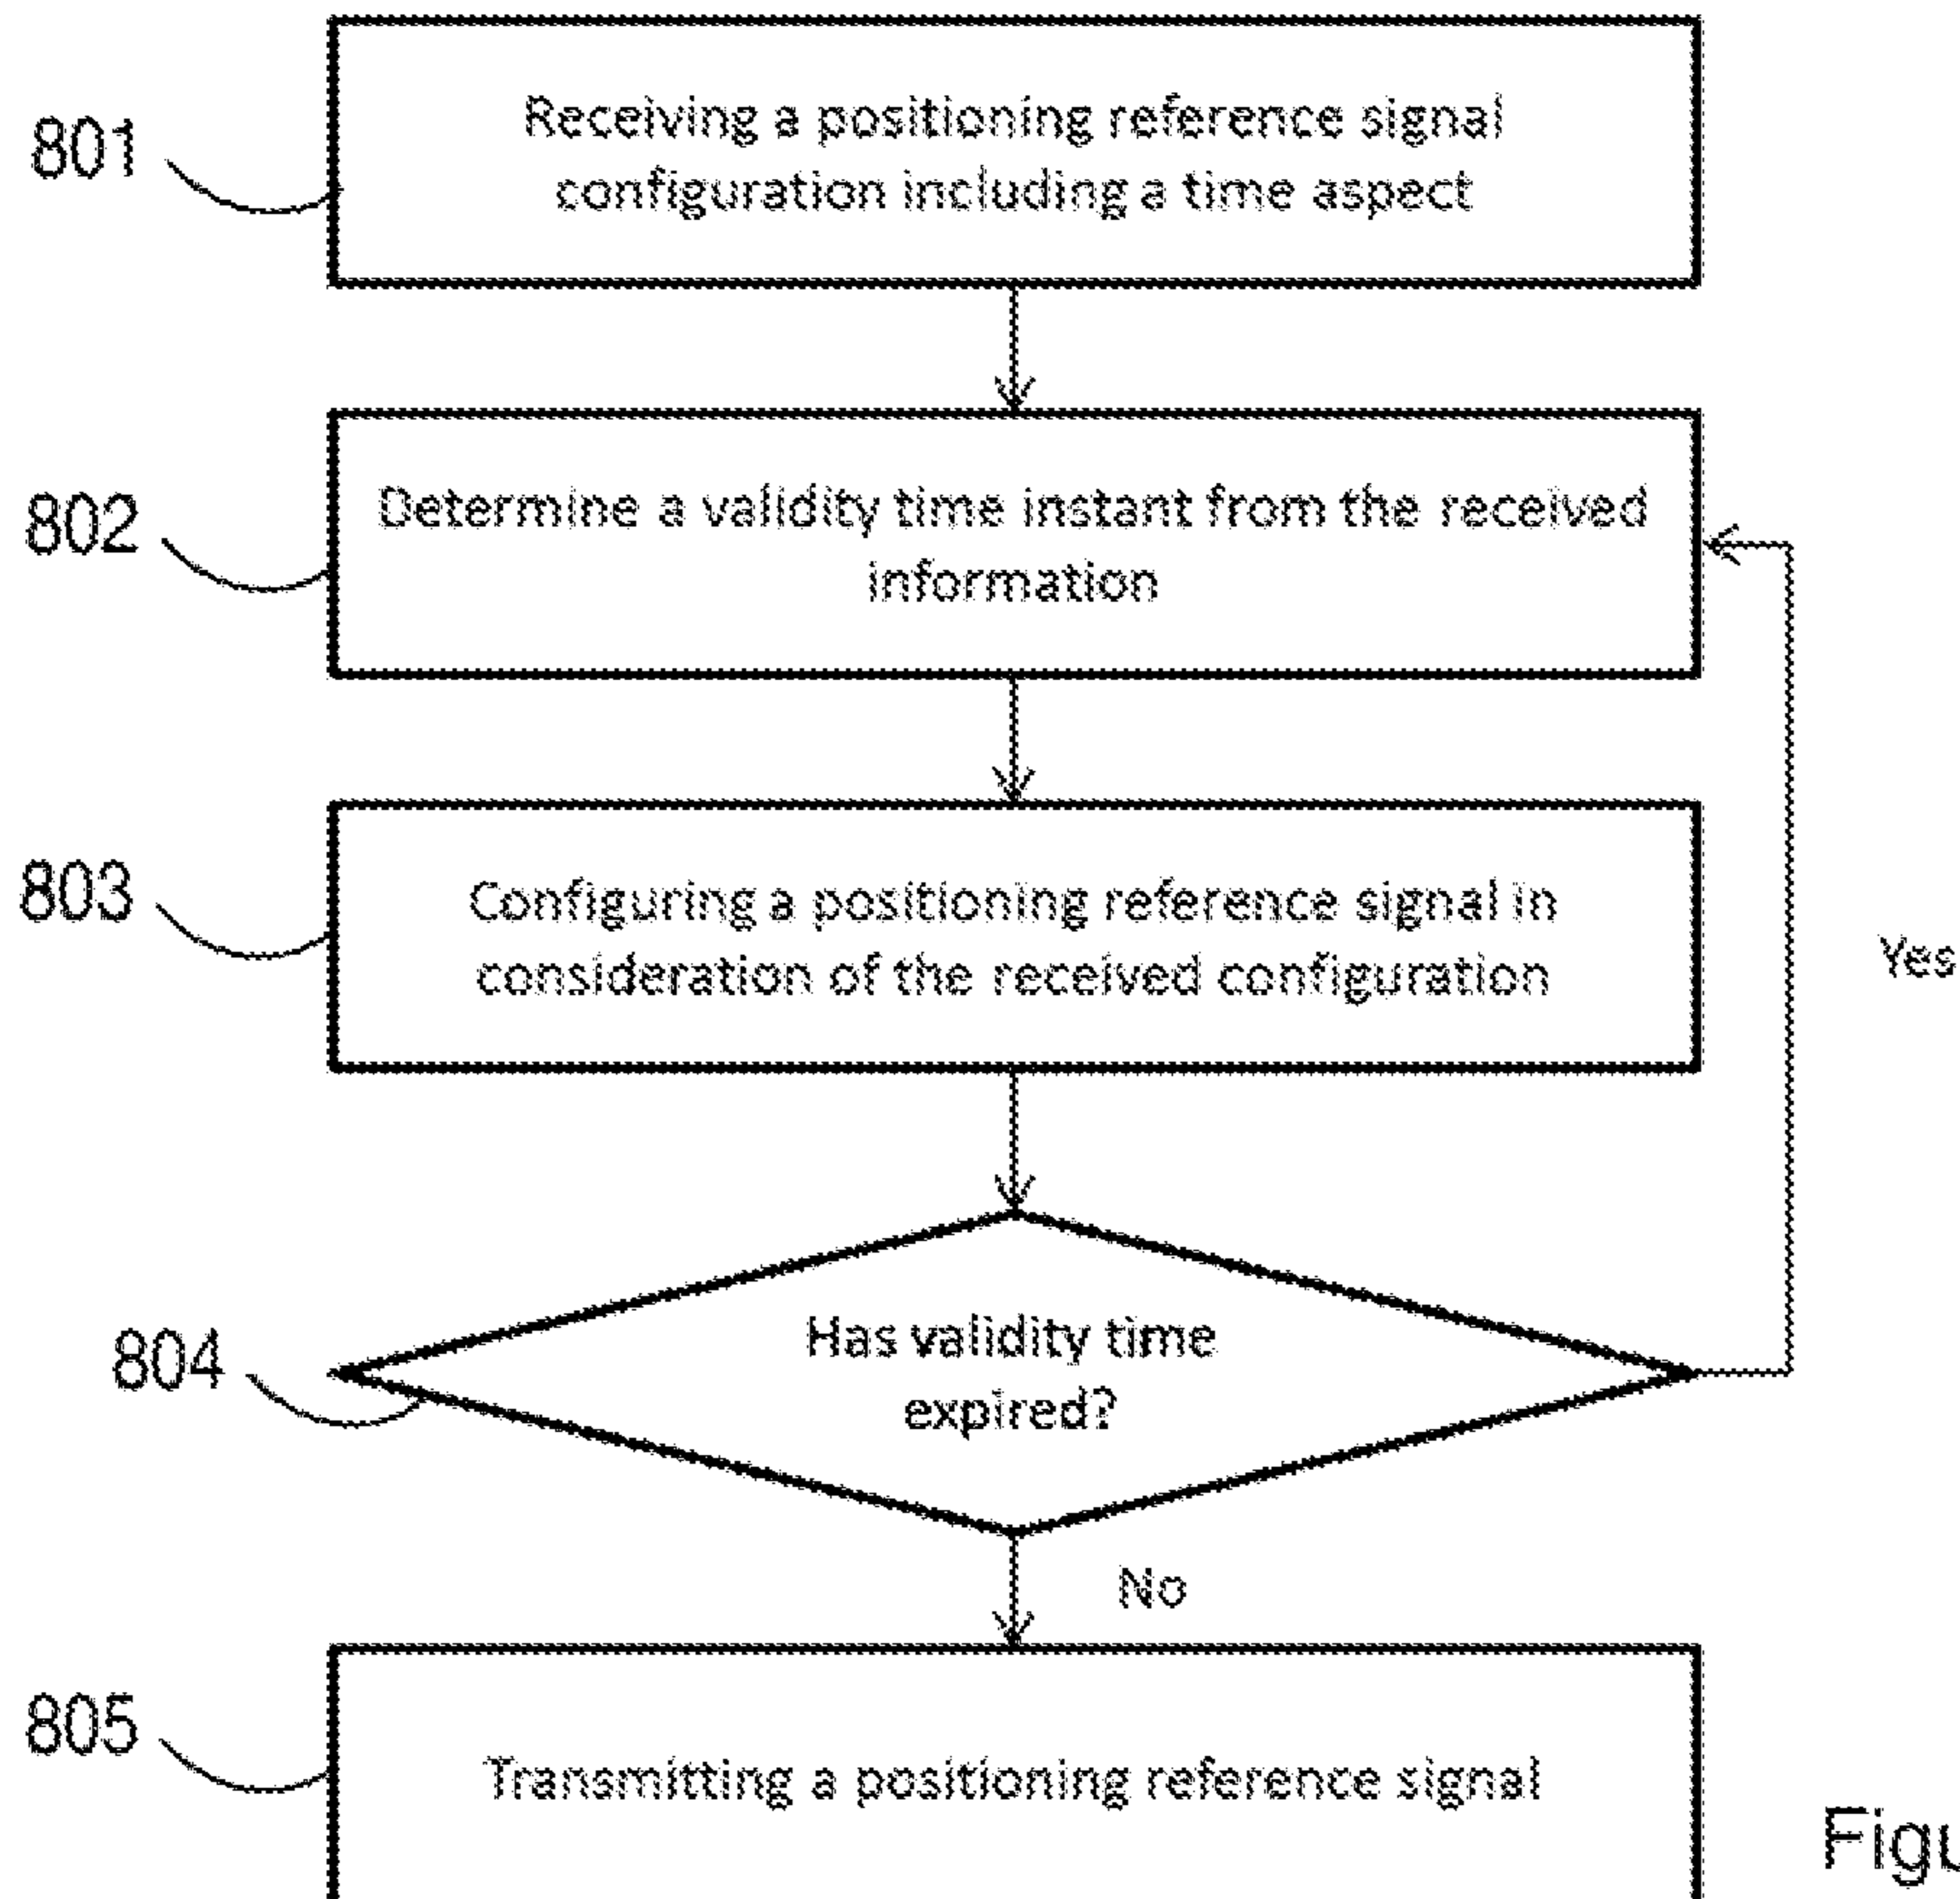 801
Receiving a positioning reference signal
configuration including a time aspect
802
Determine a validity time instant from the received
information
803
Configuring a positioning reference signal in
consideration of the received configuration
Yes
804
Has validity time
expired?
No
805
Transmitting a positioning reference signal
Figu